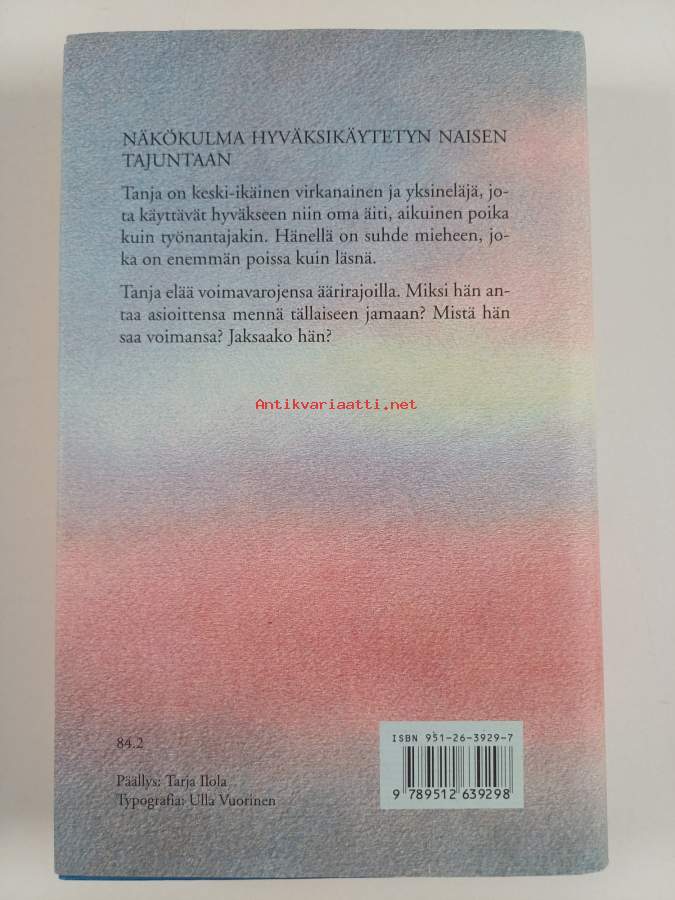 NÄKÖKULMA HYVÄKSIKÄYTETYN NAISEN
TAJUNTAAN
Tanja on keski-ikäinen virkanainen ja yksineläjä, jo-
ta käyttävät hyväkseen niin oma äiti, aikuinen poika
kuin työnantajakin. Hänellä on suhde mieheen, jo-
ka on enemmän poissa kuin läsnä.
Tanja elää voimavarojensa äärirajoilla. Miksi hän an-
taa asioittensa mennä tällaiseen jamaan? Mistä hän
saa voimansa? Jaksaako hän?
Antikvariaatti.net
84.2
Päällys: Tarja Ilola
Typografia: Ulla Vuorinen
ISBN 951-26-3929-7
9 789512 639298